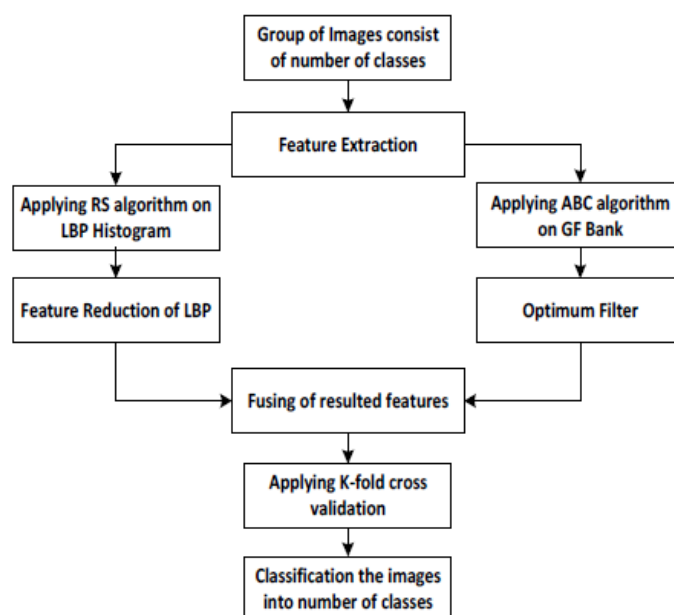 Group of Images consist
of number of classes
Feature Extraction
Applying RS algorithm on
LBP Histogram
Applying ABC algorithm
on GF Bank
Feature Reduction of LBP
Optimum Filter
Fusing of resulted features
Applying K-fold cross
validation
Classification the images
into number of classes